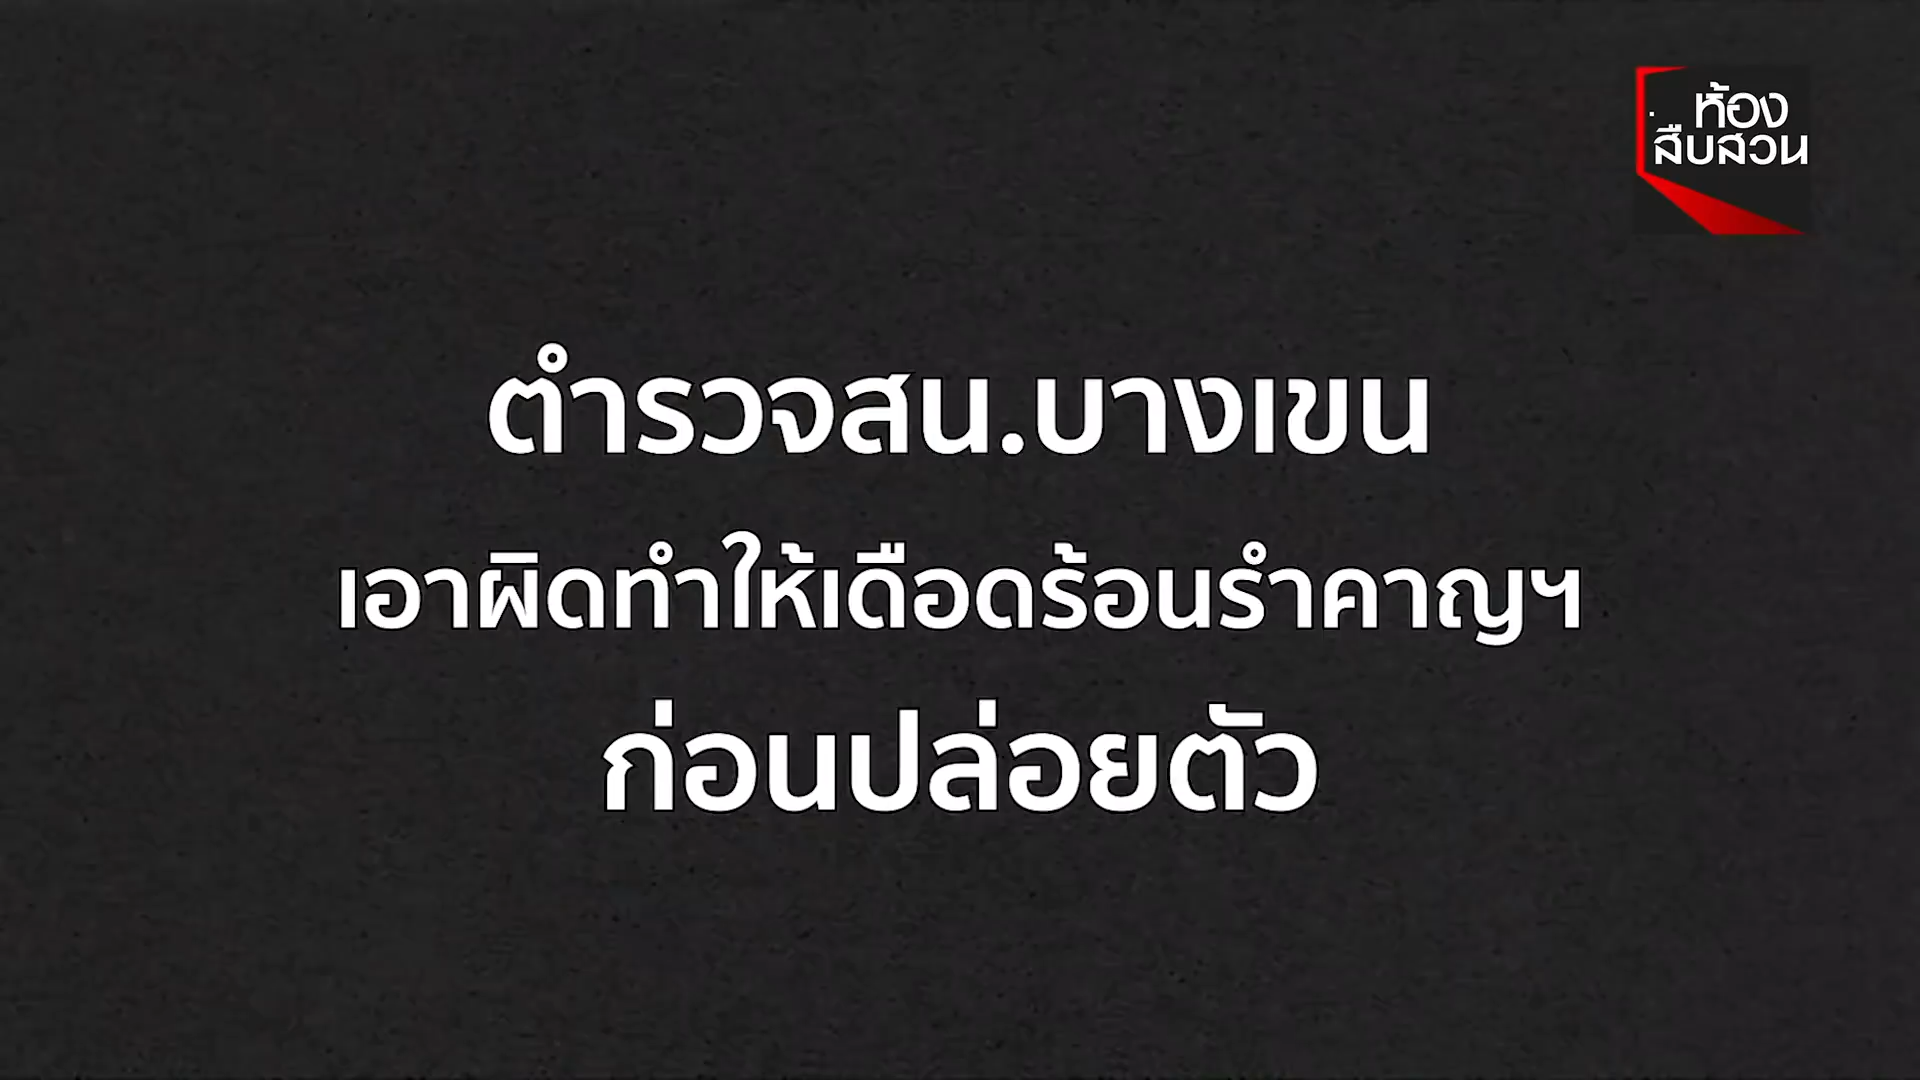 ห้อง
สืบสวน
ตำรวจสน.บางเขน
เอาผิดทำให้เดือดร้อนรำคาญฯ
ก่อนปล่อยตัว